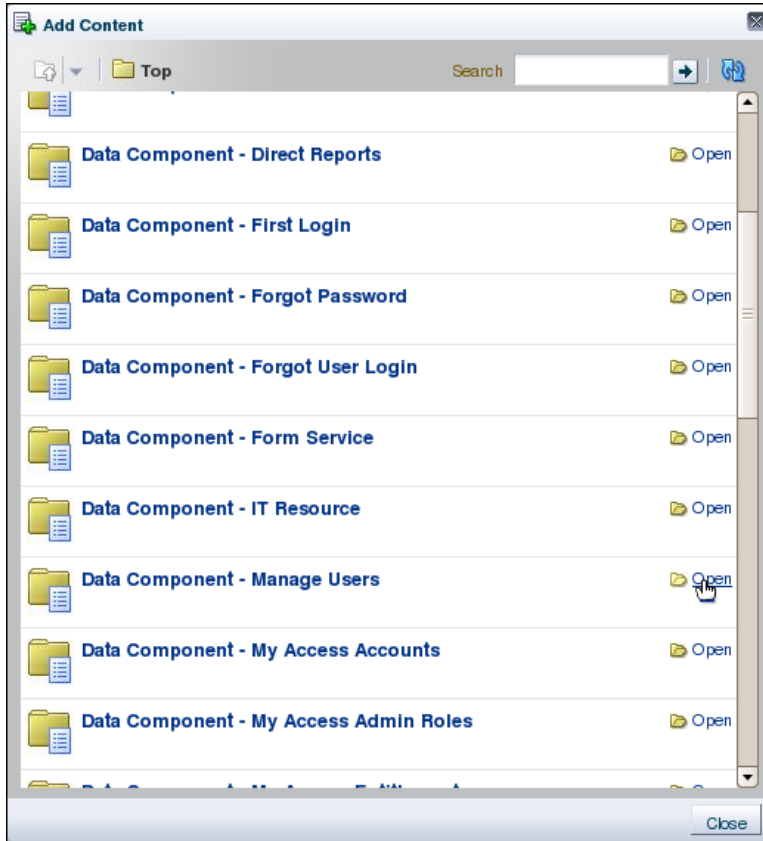 Add Content
Top Search
Data Component - Direct Reports Open
Data Component - First Login Open
Data Component - Forgot Password Open
Data Component - Forgot User Login Open
Data Component - Form Service Open
Data Component - IT Resource Open
Data Component - Manage Users Open
Data Component - My Access Accounts Open
Data Component - My Access Admin Roles Open
Close